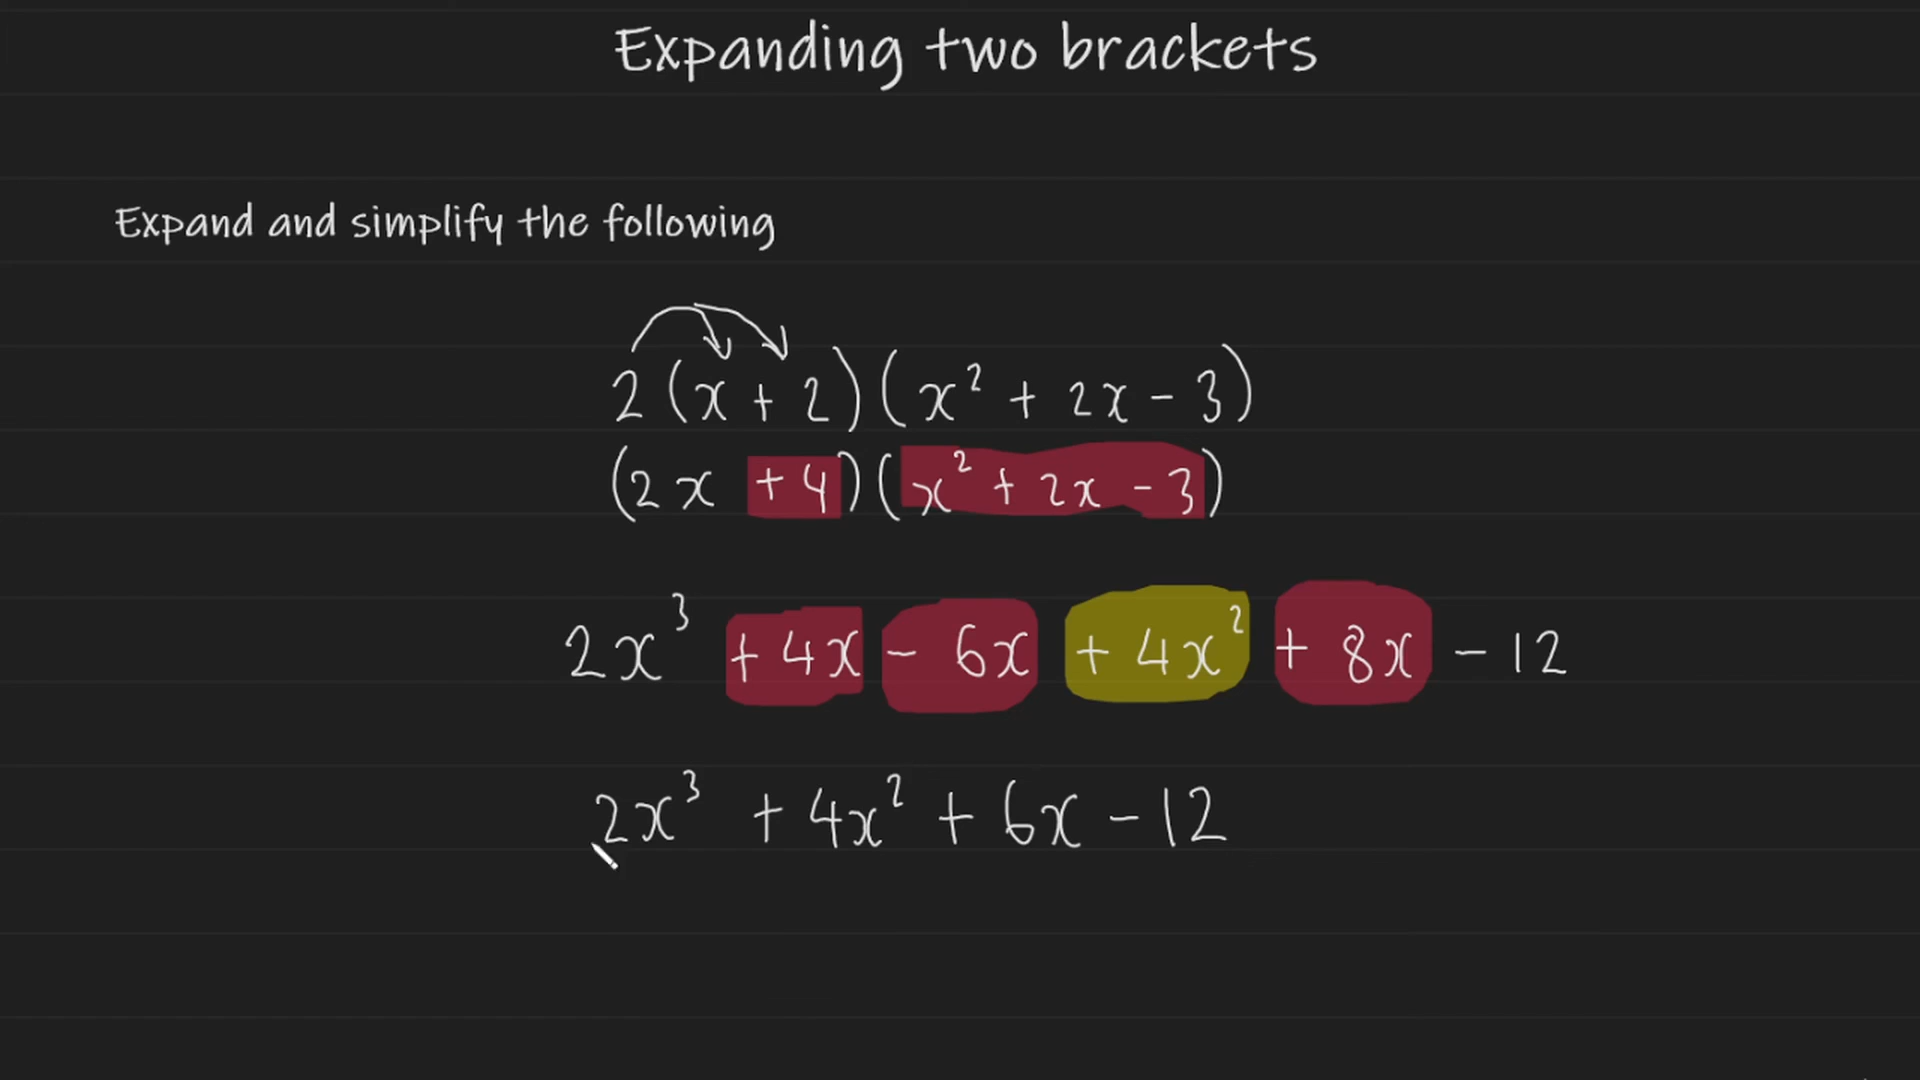 Expanding two brackets
Expand and simplify the following
2(x + 2)(x² + 2x - 3)
(2x + 4)(x² + 2x - 3)
2x³ + 4x - 6x + 4x² + 8x - 12
2x³ + 4x² + 6x - 12